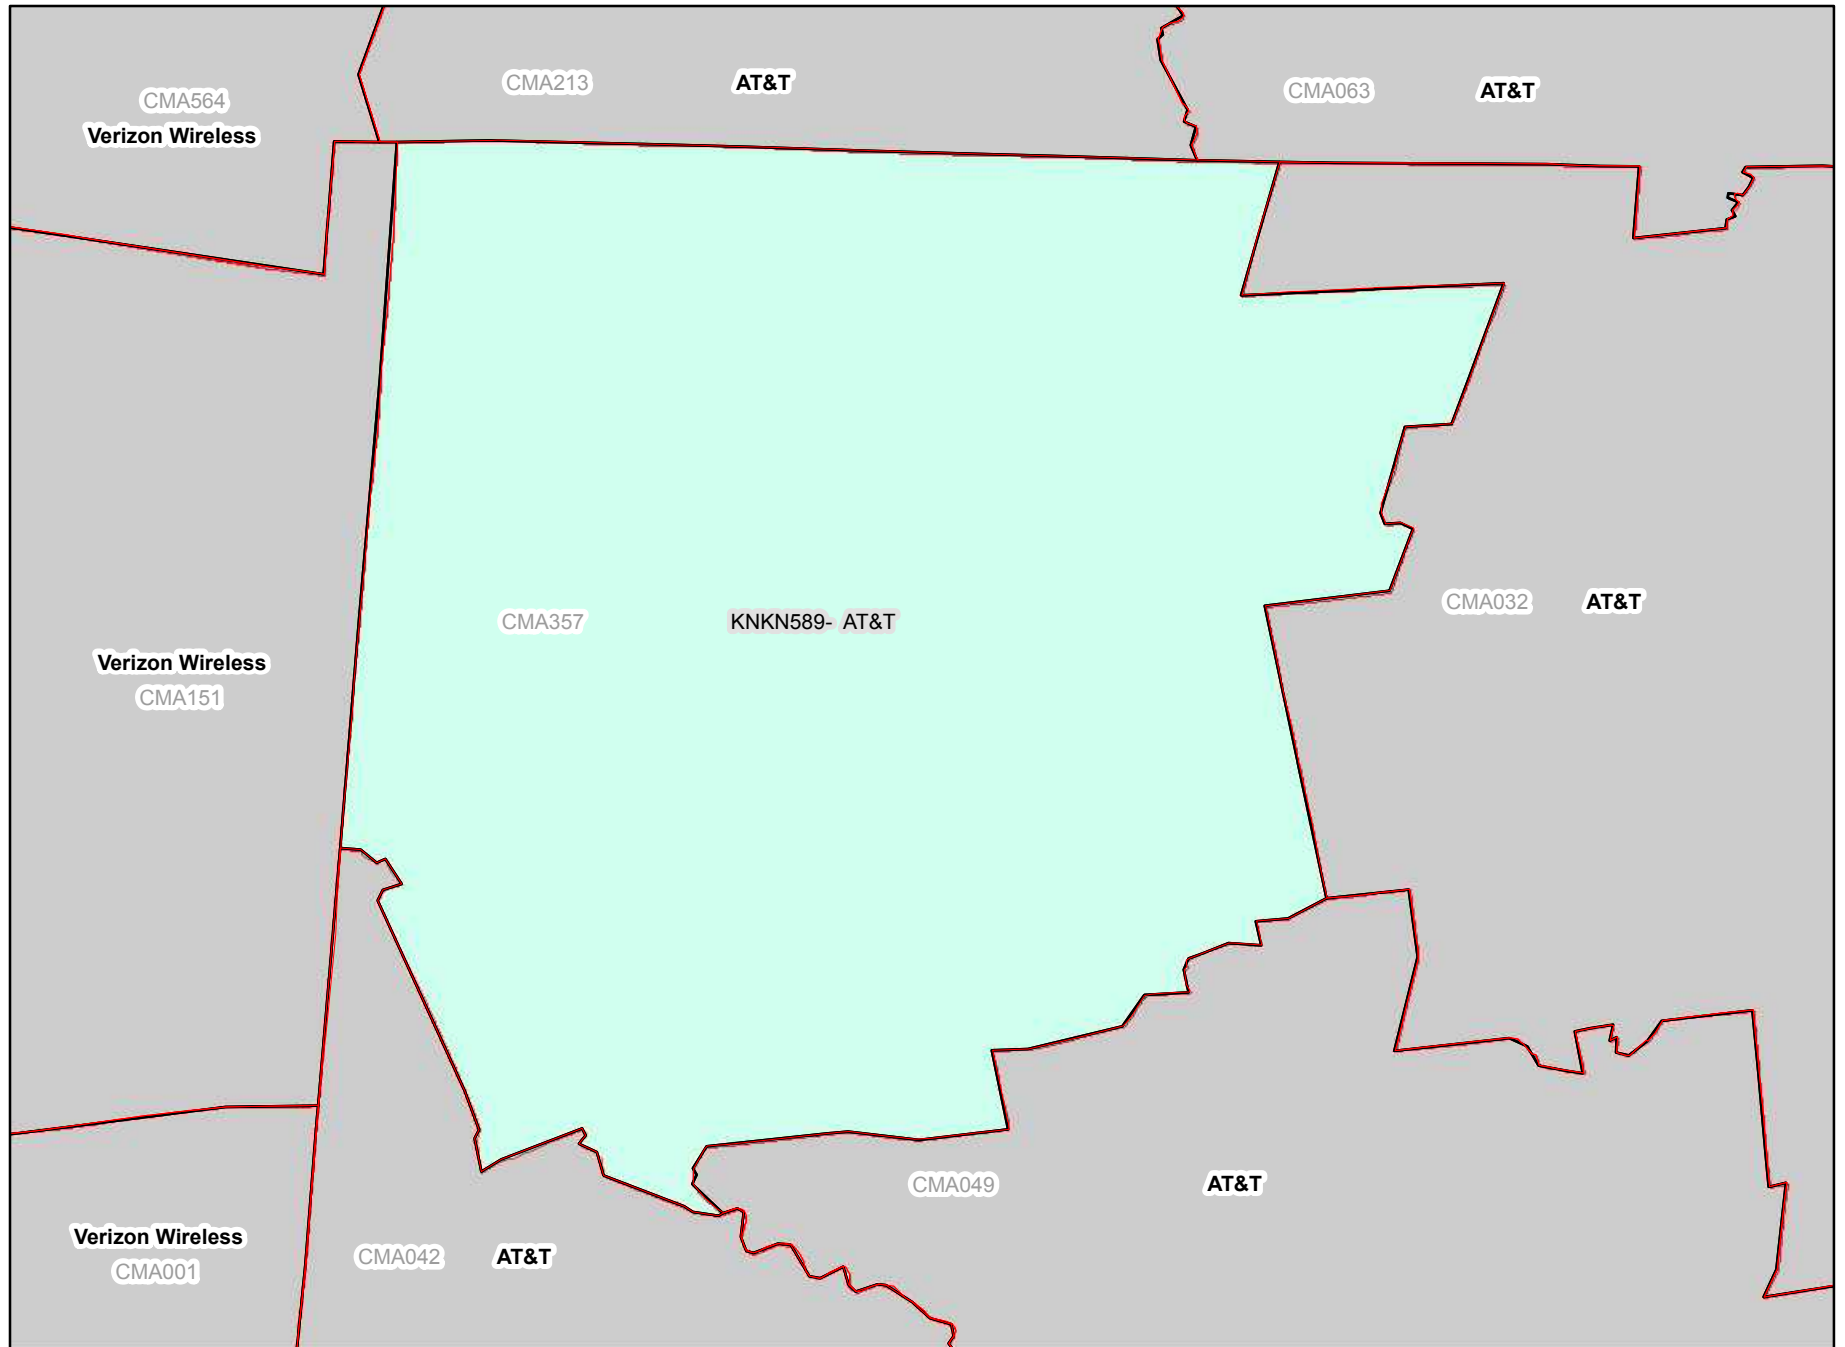 CMA213 AT&T
CMA063 AT&T
CMA564
Verizon Wireless
CMA357 KNKN589- AT&T
CMA032 AT&T
Verizon Wireless
CMA151
CMA049 AT&T
Verizon Wireless
CMA001
CMA042 AT&T